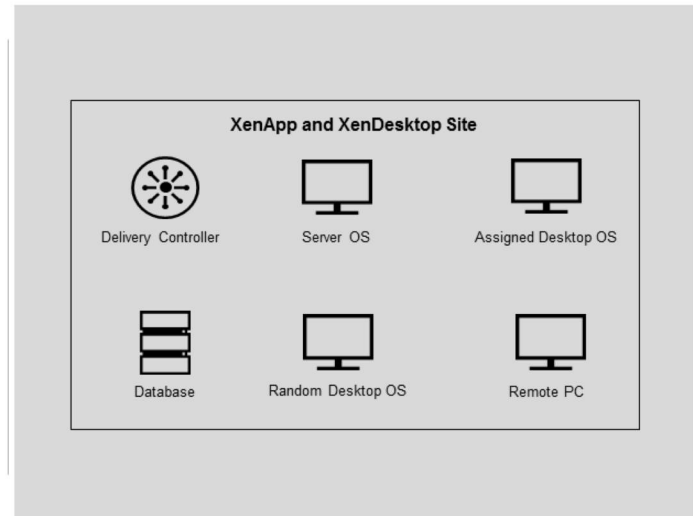 XenApp and XenDesktop Site
Delivery Controller
Server OS
Assigned Desktop OS
Database
Random Desktop OS
Remote PC